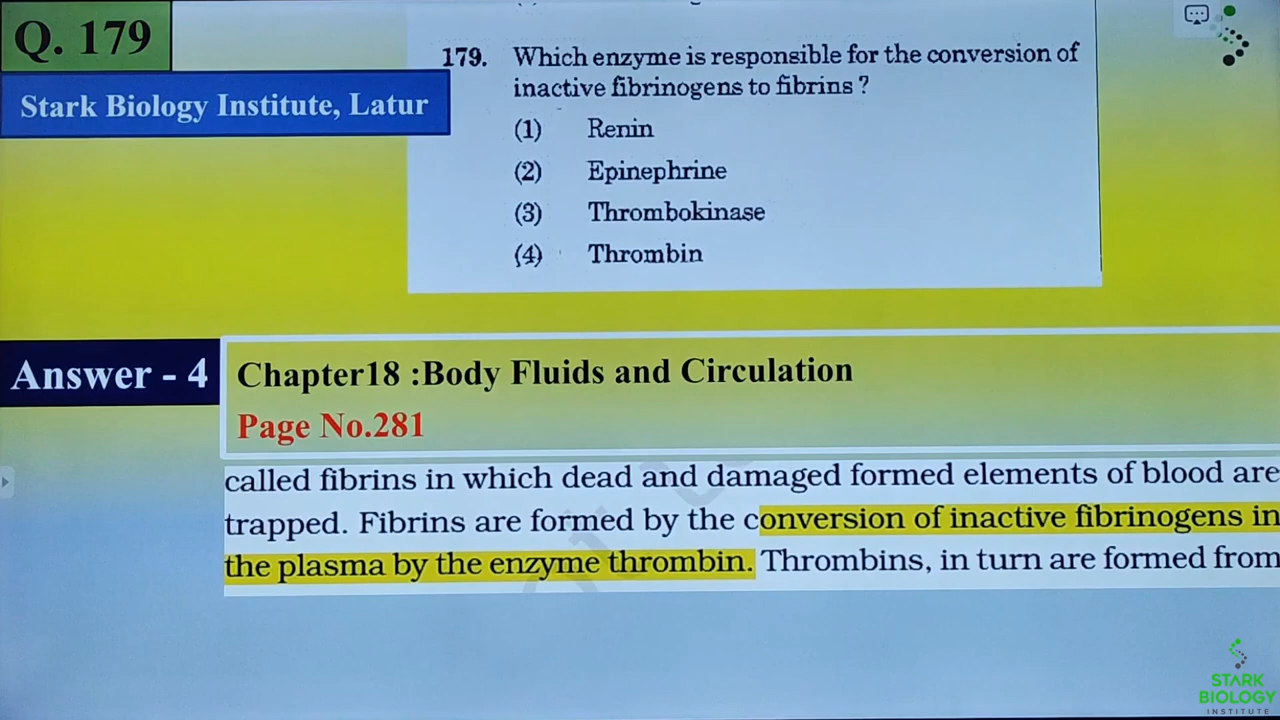 Q. 179
Stark Biology Institute, Latur
179. Which enzyme is responsible for the conversion of
inactive fibrinogens to fibrins ?
(1) Renin
(2) Epinephrine
(3) Thrombokinase
(4) Thrombin
Answer - 4
Chapter18 :Body Fluids and Circulation
Page No.281
called fibrins in which dead and damaged formed elements of blood are
trapped. Fibrins are formed by the conversion of inactive fibrinogens in
the plasma by the enzyme thrombin. Thrombins, in turn are formed from
STARK
BIOLOGY
INSTITUTE